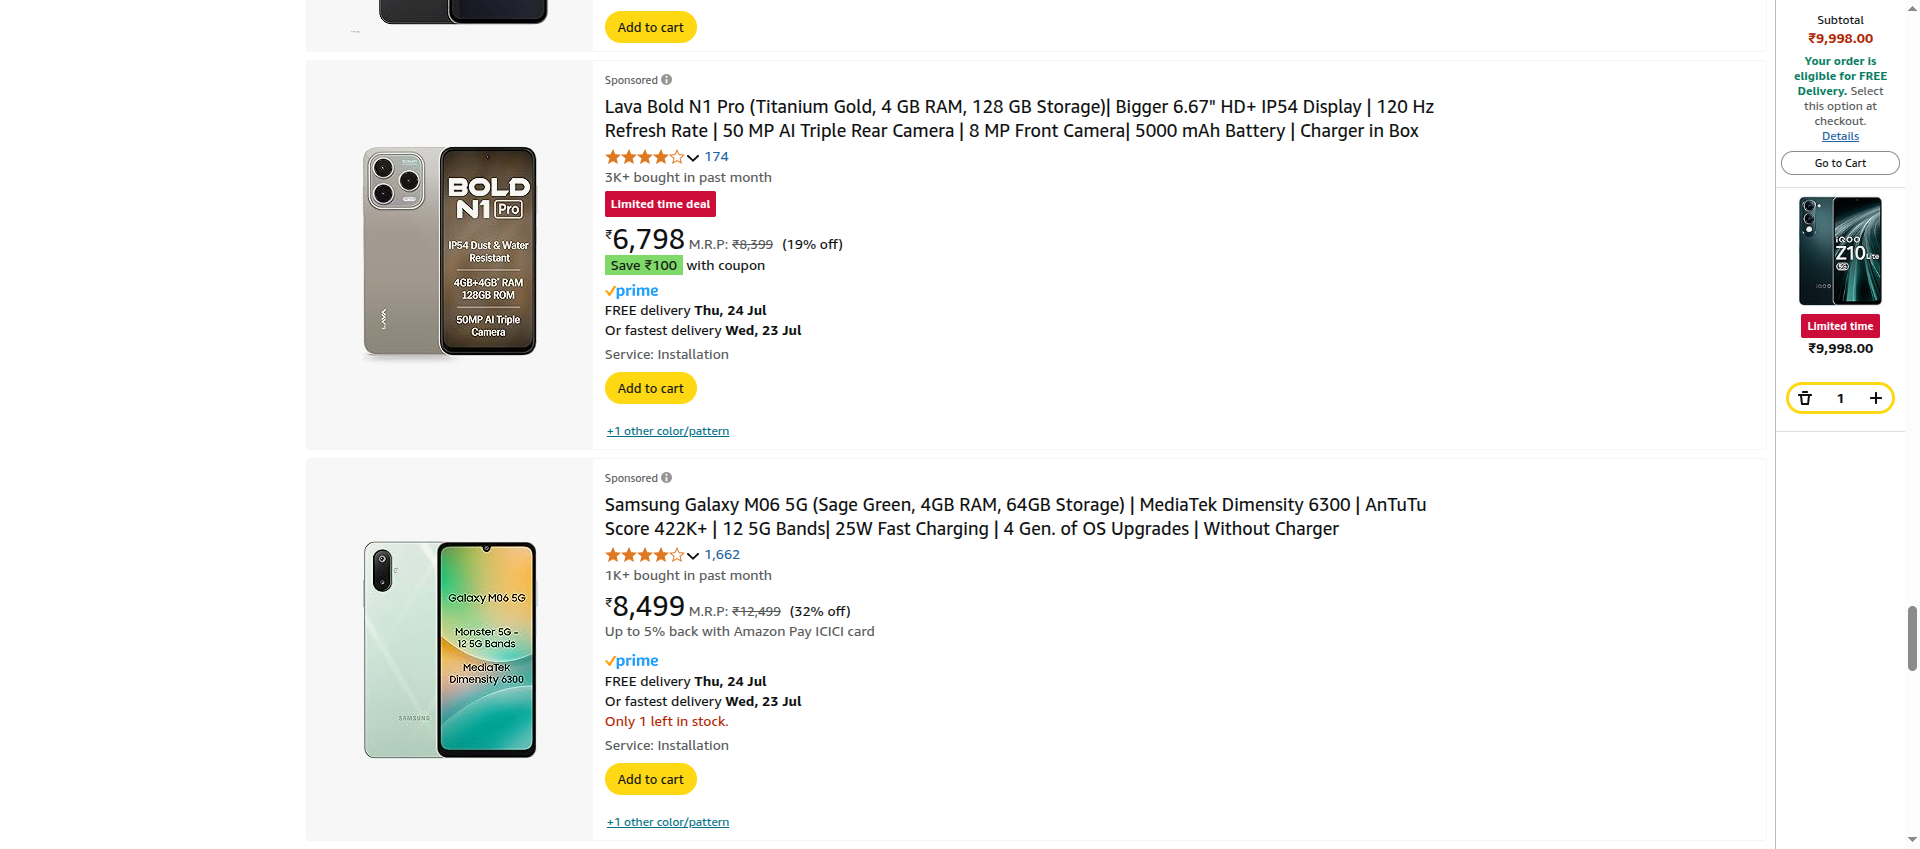 Add to cart
Sponsored
Lava Bold N1 Pro (Titanium Gold, 4 GB RAM, 128 GB Storage)| Bigger 6.67" HD+ IP54 Display | 120 Hz
Refresh Rate | 50 MP AI Triple Rear Camera | 8 MP Front Camera| 5000 mAh Battery | Charger in Box
174
3K+ bought in past month
Limited time deal
₹6,798 M.R.P: ₹8,399 (19% off)
Save ₹100 with coupon
prime
FREE delivery Thu, 24 Jul
Or fastest delivery Wed, 23 Jul
Service: Installation
Add to cart
+1 other color/pattern
BOLD
N1 Pro
IP54 Dust & Water
Resistant
4GB+4GB* RAM
128GB ROM
50MP AI Triple
Camera
LAVA
Sponsored
Samsung Galaxy M06 5G (Sage Green, 4GB RAM, 64GB Storage) | MediaTek Dimensity 6300 | AnTuTu
Score 422K+ | 12 5G Bands| 25W Fast Charging | 4 Gen. of OS Upgrades | Without Charger
1,662
1K+ bought in past month
₹8,499 M.R.P: ₹12,499 (32% off)
Up to 5% back with Amazon Pay ICICI card
prime
FREE delivery Thu, 24 Jul
Or fastest delivery Wed, 23 Jul
Only 1 left in stock.
Service: Installation
Add to cart
+1 other color/pattern
Galaxy M06 5G
Monster 5G -
12 5G Bands
MediaTek
Dimensity 6300
SAMSUNG
Subtotal
₹9,998.00
Your order is
eligible for FREE
Delivery. Select
this option at
checkout.
Details
Go to Cart
iQOO
Z10 Lite
5G
iQOO
Limited time
₹9,998.00
1